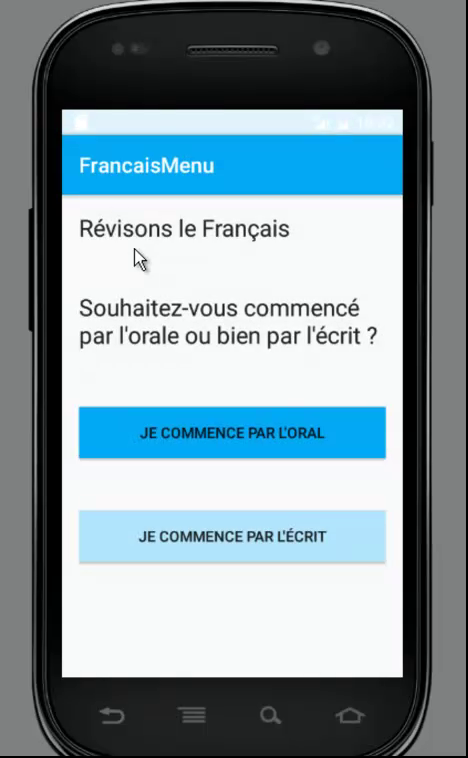 FrancaisMenu
Révisons le Français
Souhaitez-vous commencé
par l'orale ou bien par l'écrit ?
JE COMMENCE PAR L'ORAL
JE COMMENCE PAR L'ÉCRIT